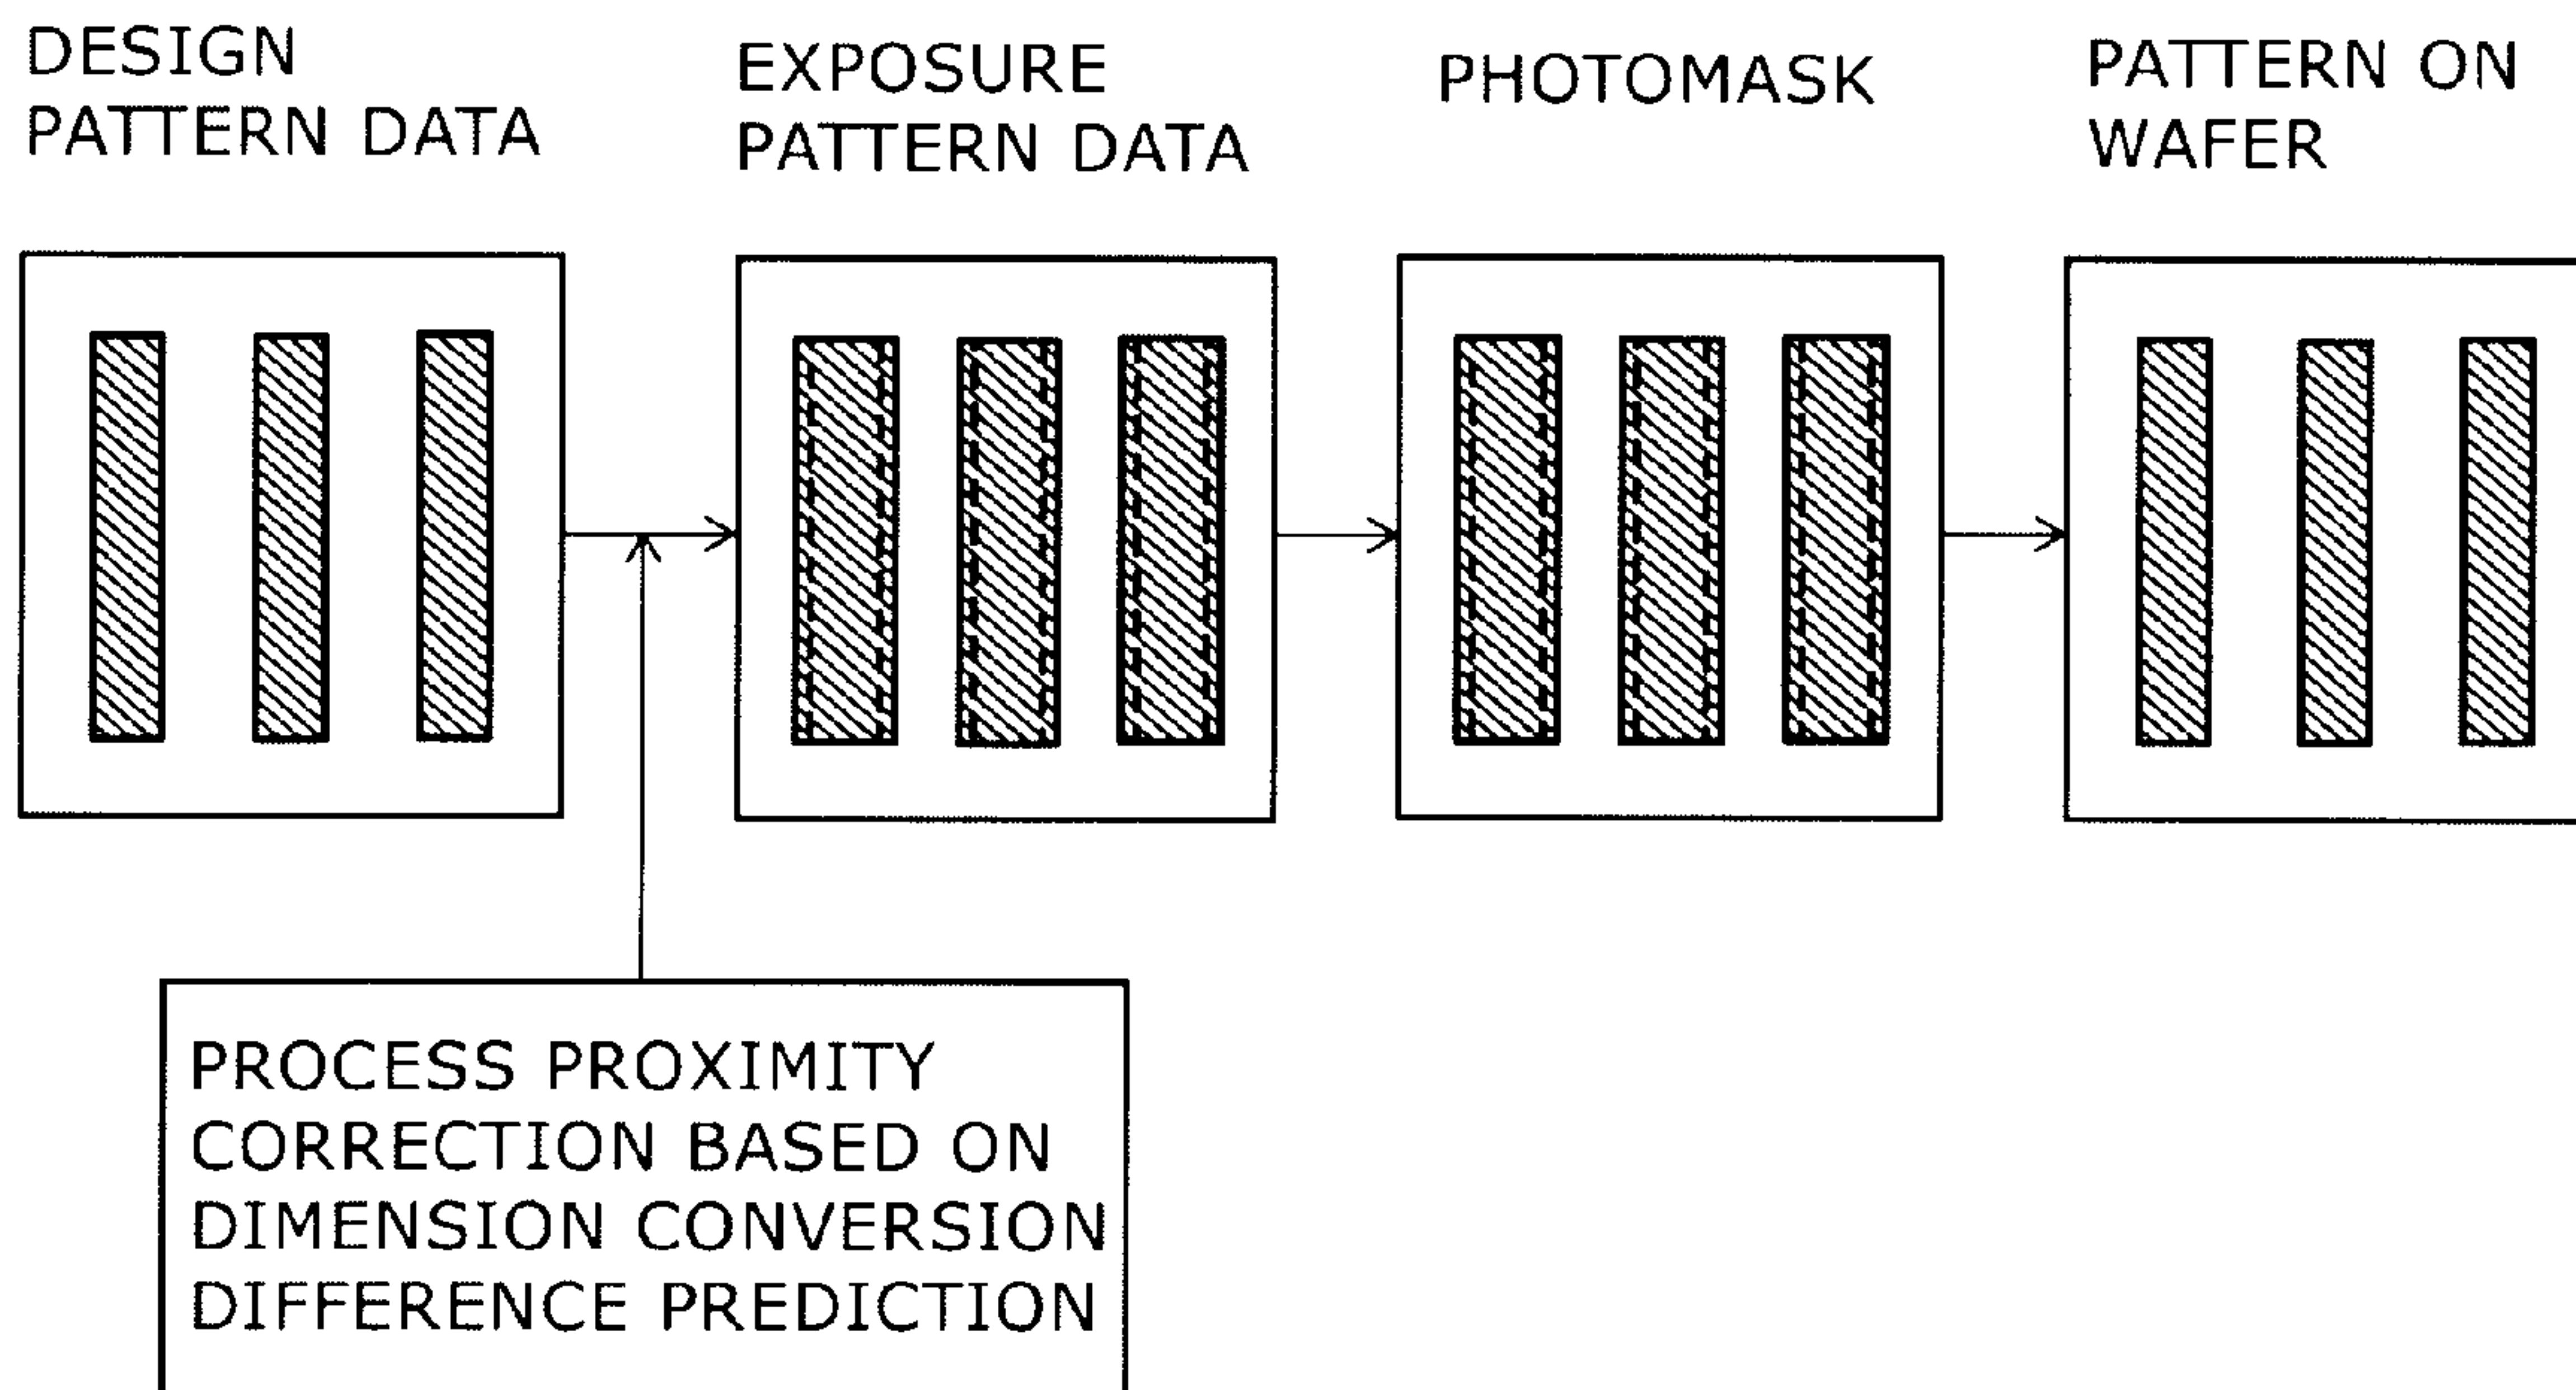 DESIGN
PATTERN DATA
EXPOSURE
PATTERN DATA
PHOTOMASK
PATTERN ON
WAFER
PROCESS PROXIMITY
CORRECTION BASED ON
DIMENSION CONVERSION
DIFFERENCE PREDICTION